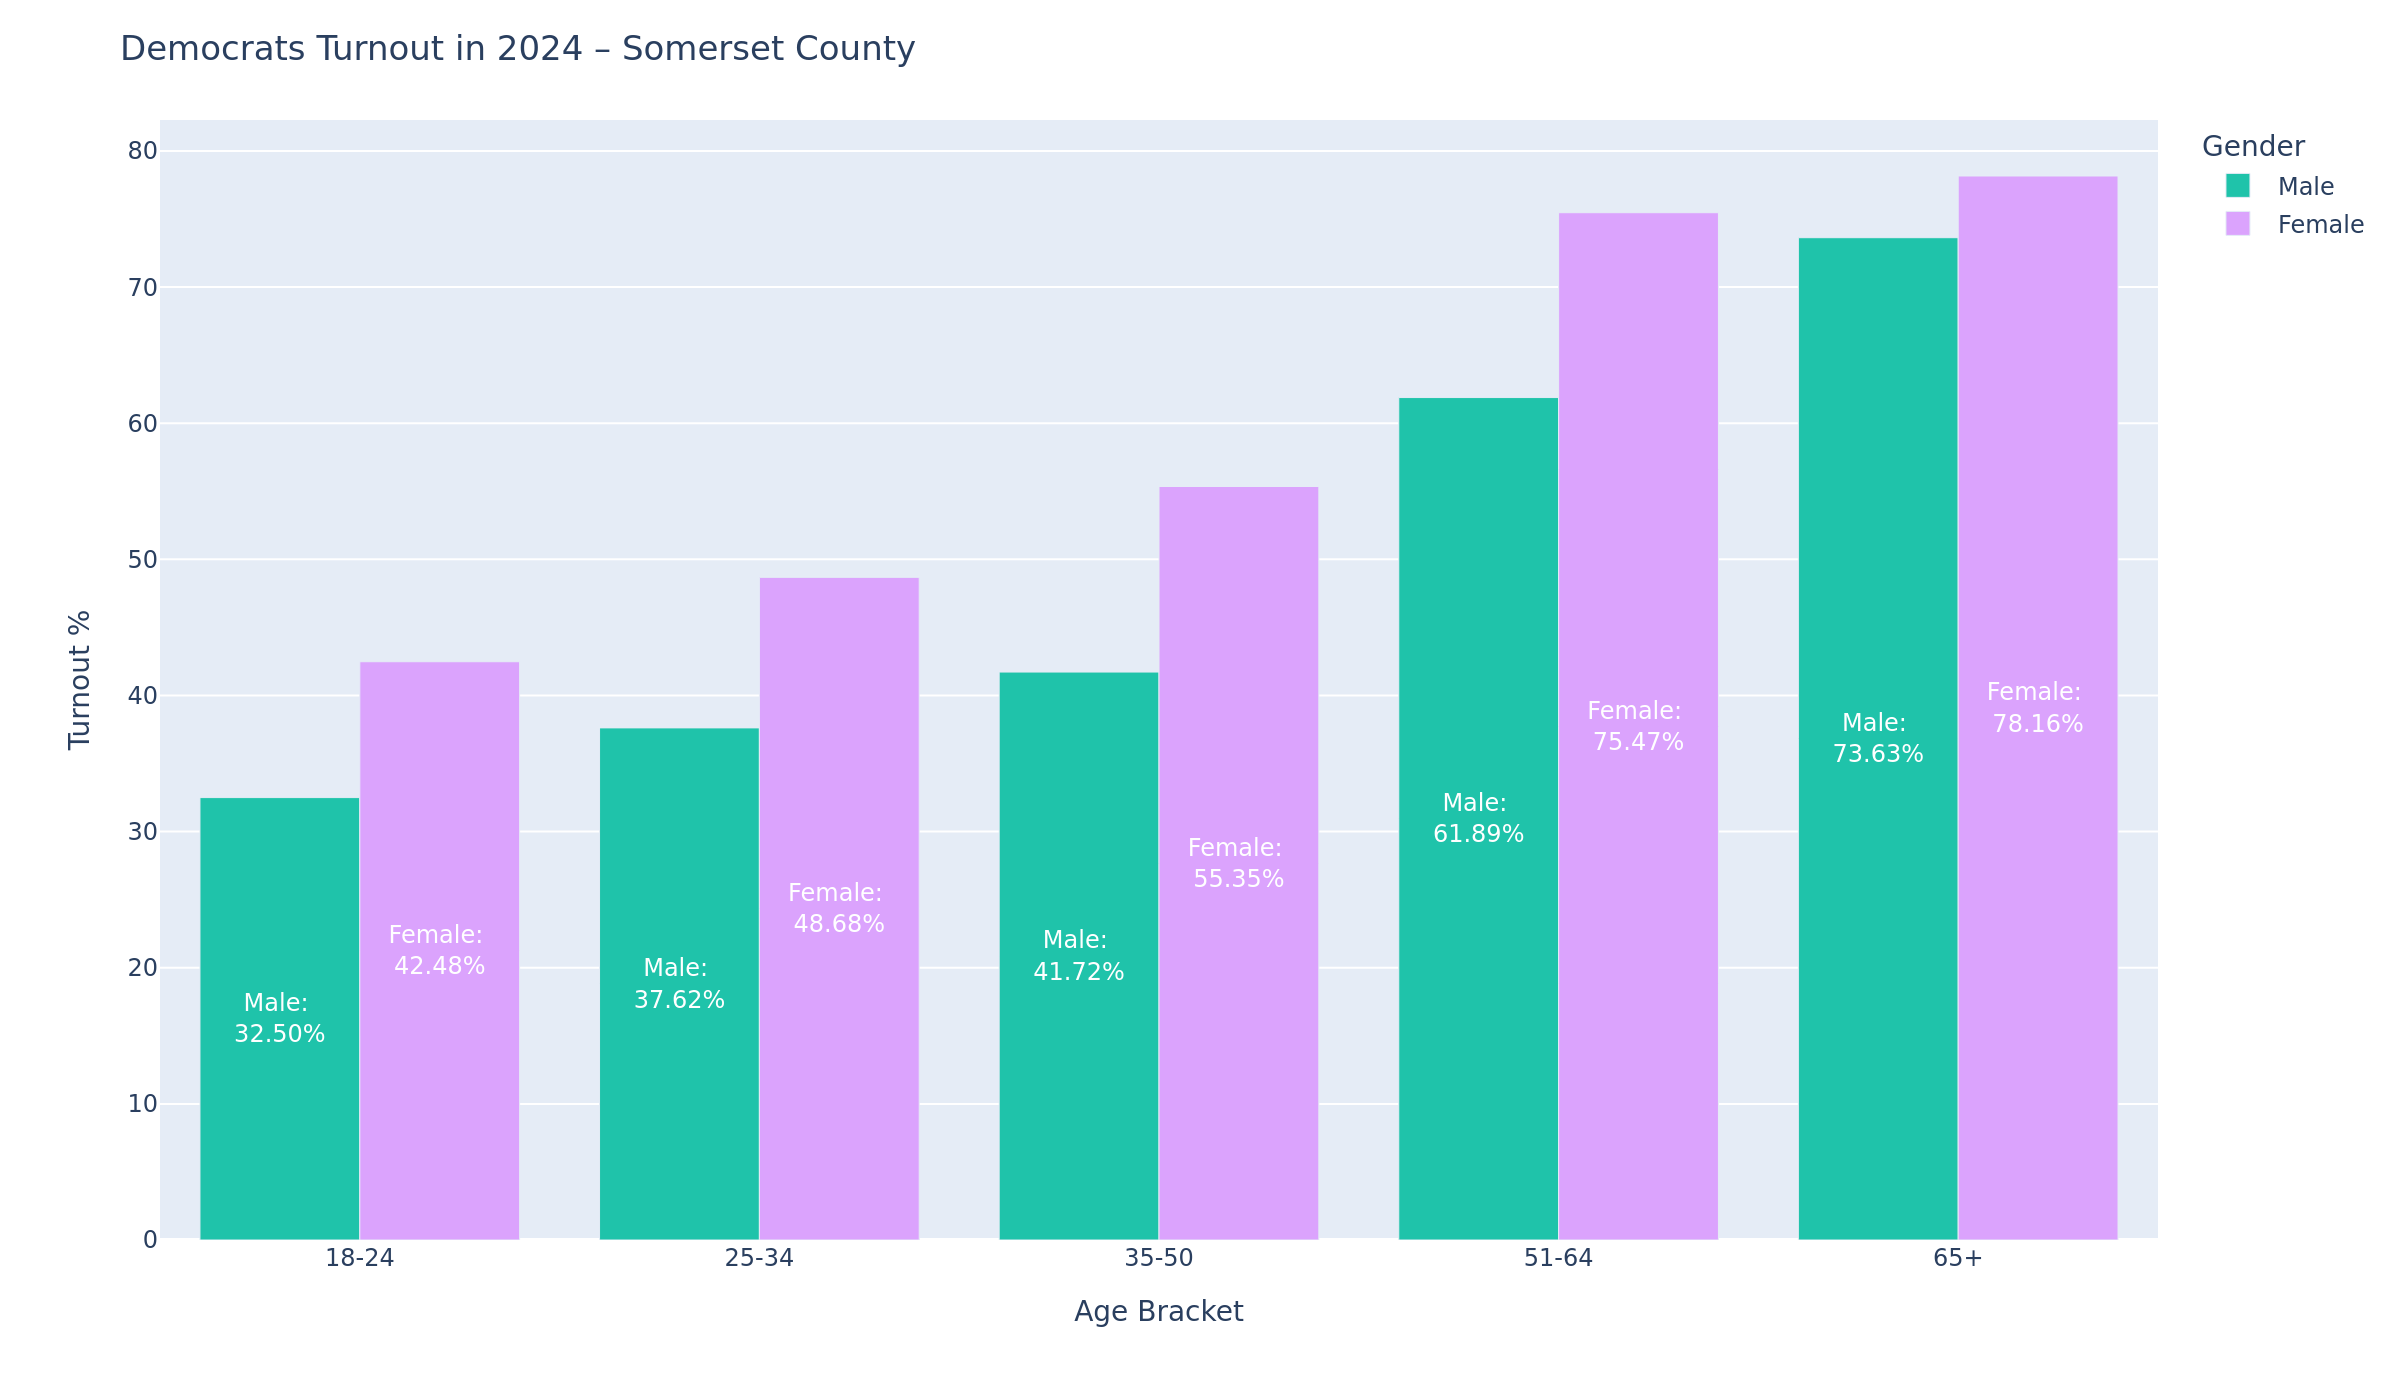 Democrats Turnout in 2024 – Somerset County
Gender
Male
Female
Turnout %
80
70
60
50
40
30
20
10
0
Male:
32.50%
Female:
42.48%
Male:
37.62%
Female:
48.68%
Male:
41.72%
Female:
55.35%
Male:
61.89%
Female:
75.47%
Male:
73.63%
Female:
78.16%
18-24
25-34
35-50
51-64
65+
Age Bracket